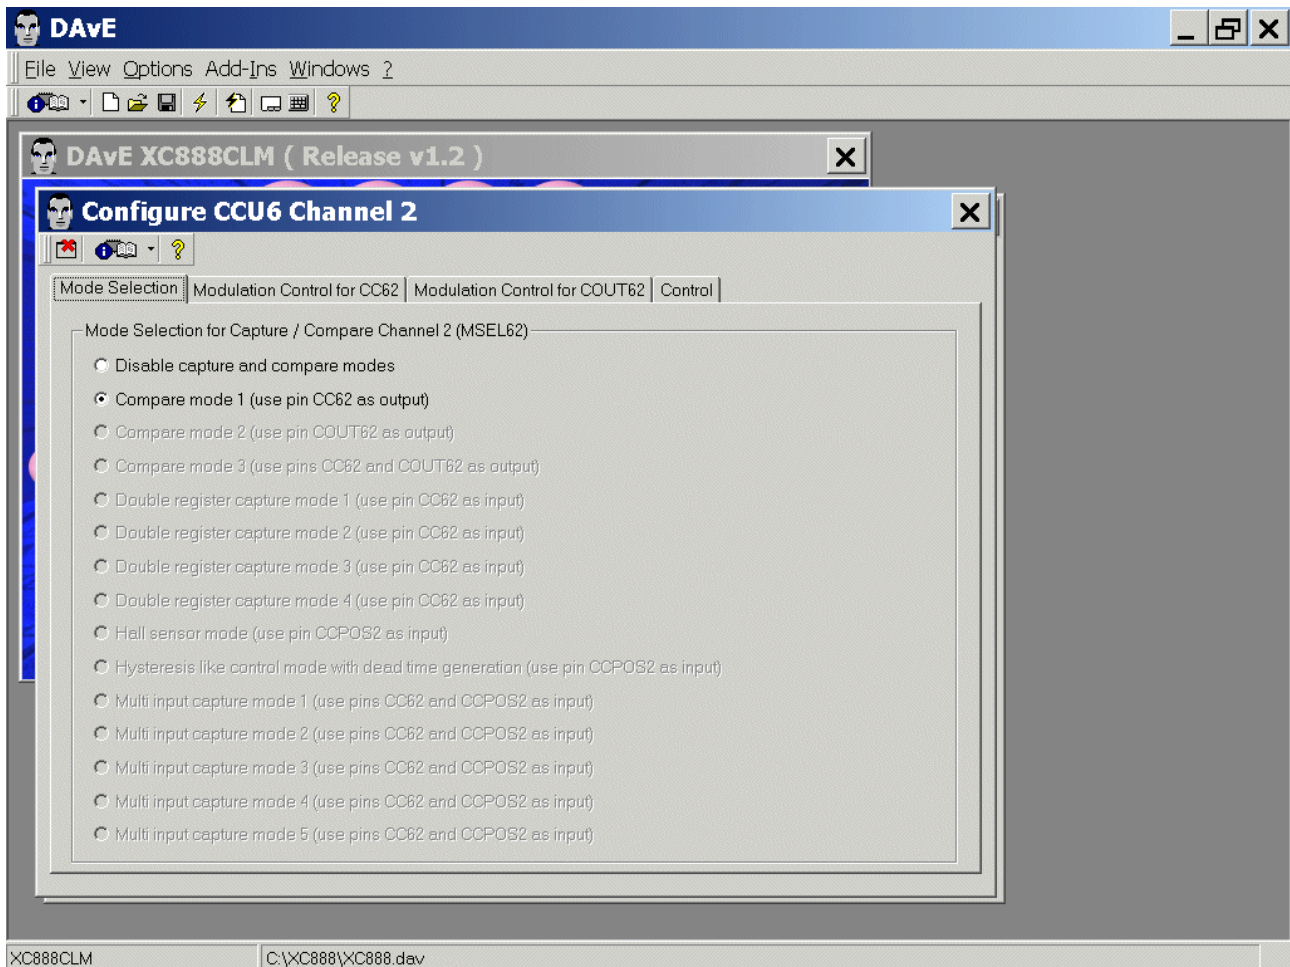 DAvE
File View Options Add-Ins Windows ?
DAvE XC888CLM ( Release v1.2 )
Configure CCU6 Channel 2
Mode Selection Modulation Control for CC62 Modulation Control for COUT62 Control
Mode Selection for Capture / Compare Channel 2 (MSEL62)
Disable capture and compare modes
Compare mode 1 (use pin CC62 as output)
Compare mode 2 (use pin COUT62 as output)
Compare mode 3 (use pins CC62 and COUT62 as output)
Double register capture mode 1 (use pin CC62 as input)
Double register capture mode 2 (use pin CC62 as input)
Double register capture mode 3 (use pin CC62 as input)
Double register capture mode 4 (use pin CC62 as input)
Hall sensor mode (use pin CCPOS2 as input)
Hysteresis like control mode with dead time generation (use pin CCPOS2 as input)
Multi input capture mode 1 (use pins CC62 and CCPOS2 as input)
Multi input capture mode 2 (use pins CC62 and CCPOS2 as input)
Multi input capture mode 3 (use pins CC62 and CCPOS2 as input)
Multi input capture mode 4 (use pins CC62 and CCPOS2 as input)
Multi input capture mode 5 (use pins CC62 and CCPOS2 as input)
XC888CLM C:\XC888\XC888.dav